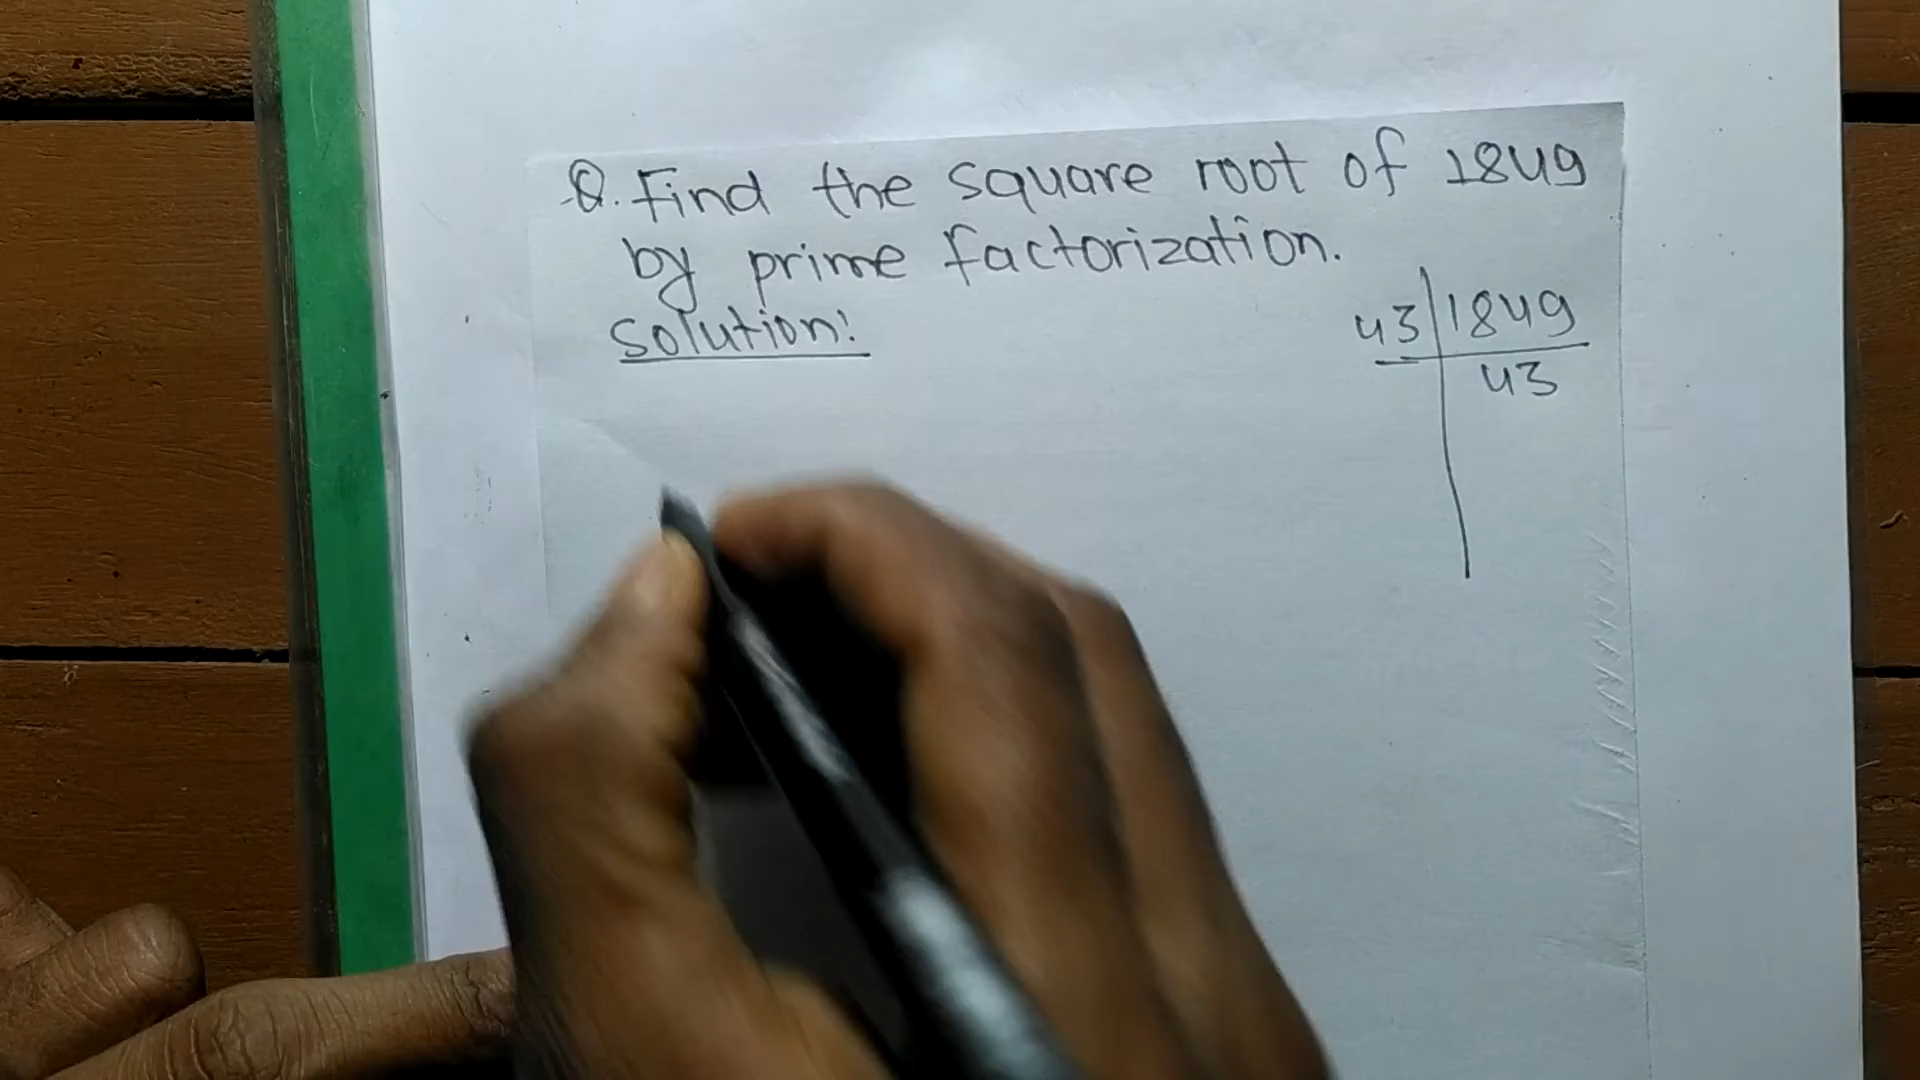 Q. Find the square root of 1849
by prime factorization.
Solution:
43 | 1849
43